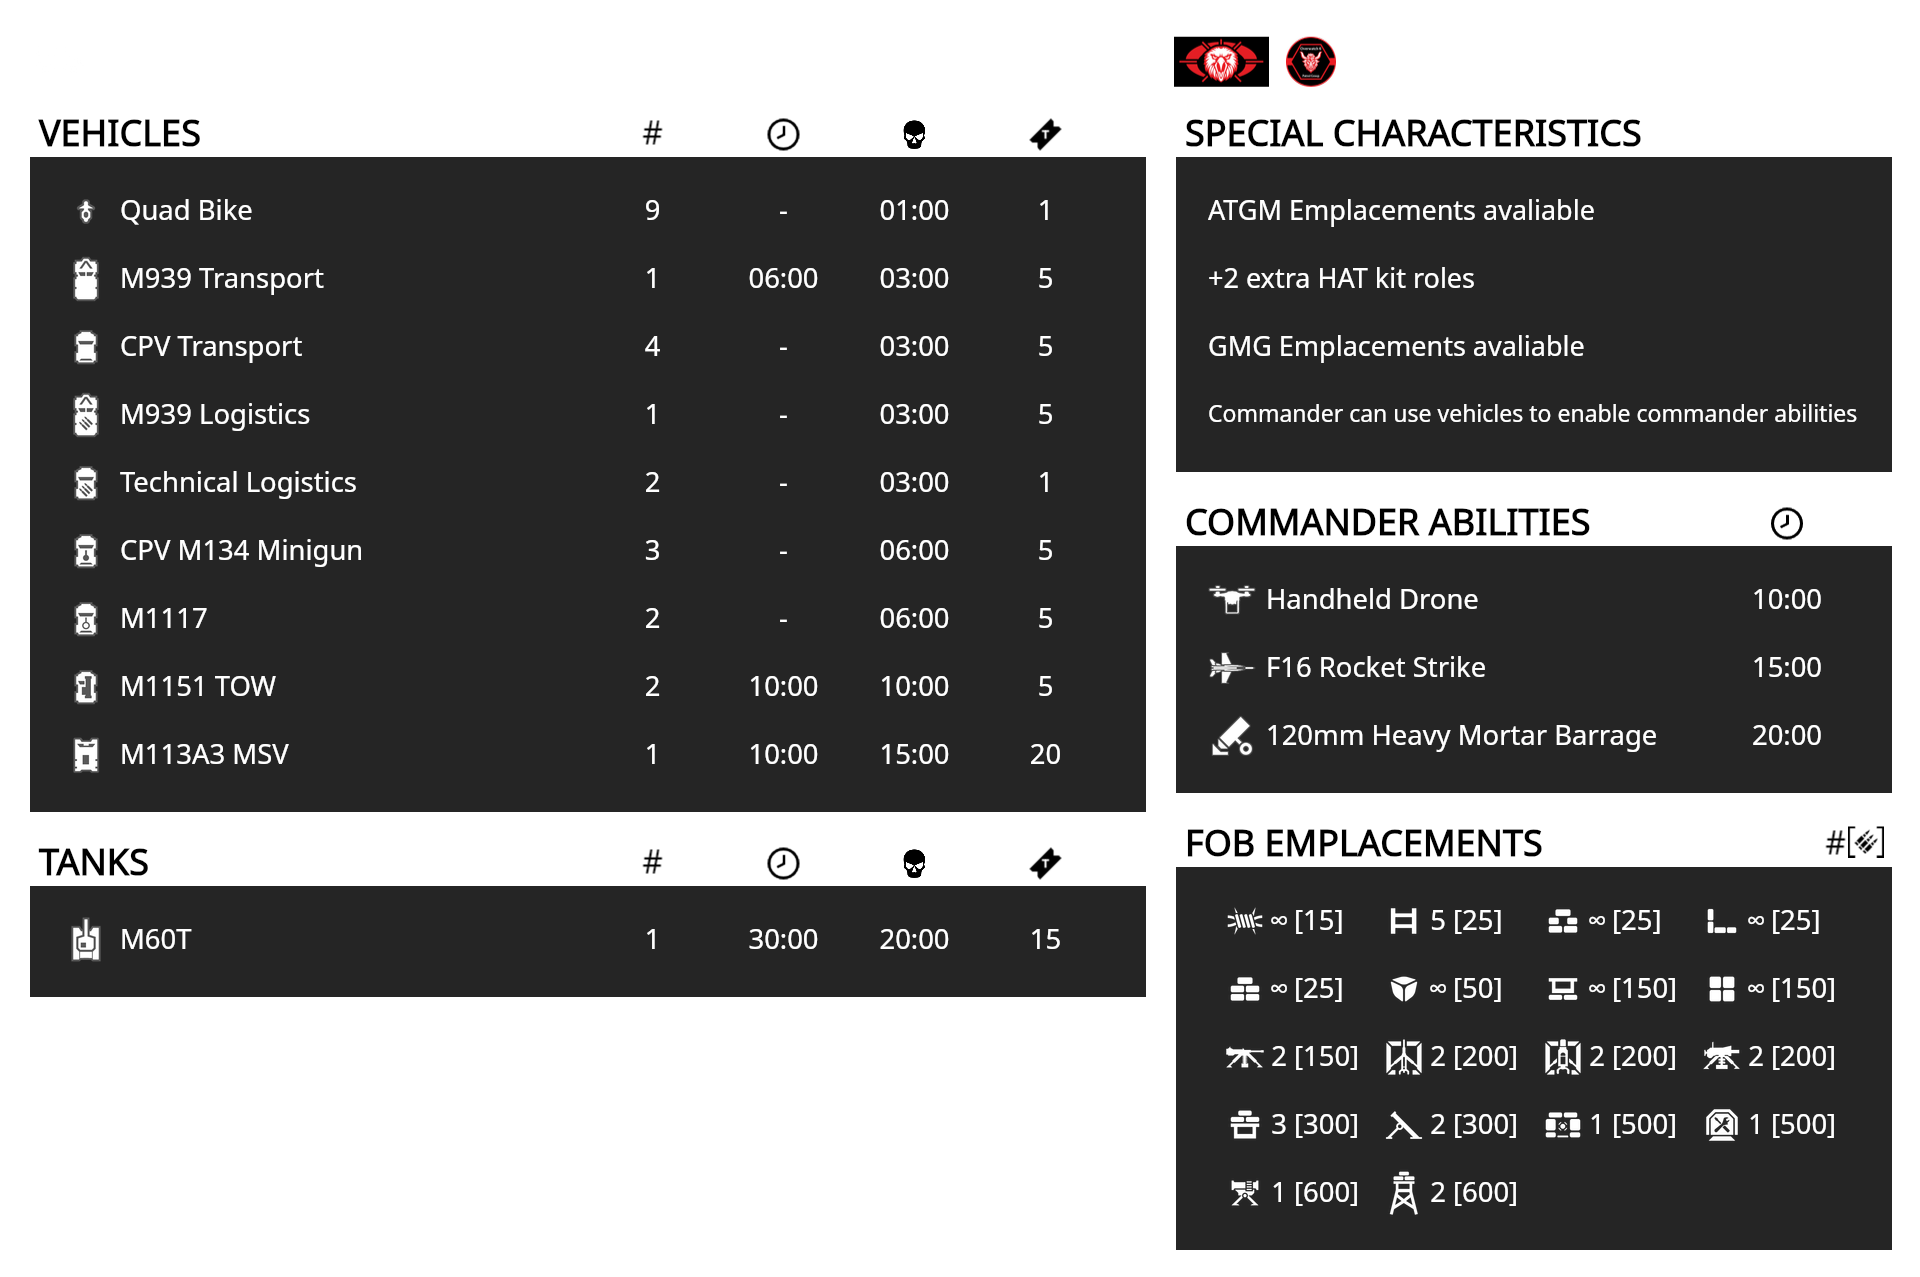 VEHICLES #
Quad Bike 9 - 01:00 1
M939 Transport 1 06:00 03:00 5
CPV Transport 4 - 03:00 5
M939 Logistics 1 - 03:00 5
Technical Logistics 2 - 03:00 1
CPV M134 Minigun 3 - 06:00 5
M1117 2 - 06:00 5
M1151 TOW 2 10:00 10:00 5
M113A3 MSV 1 10:00 15:00 20
TANKS #
M60T 1 30:00 20:00 15
SPECIAL CHARACTERISTICS
ATGM Emplacements avaliable
+2 extra HAT kit roles
GMG Emplacements avaliable
Commander can use vehicles to enable commander abilities
COMMANDER ABILITIES
Handheld Drone 10:00
F16 Rocket Strike 15:00
120mm Heavy Mortar Barrage 20:00
FOB EMPLACEMENTS #[]
∞ [15] 5 [25] ∞ [25] ∞ [25]
∞ [25] ∞ [50] ∞ [150] ∞ [150]
2 [150] 2 [200] 2 [200] 2 [200]
3 [300] 2 [300] 1 [500] 1 [500]
1 [600] 2 [600]